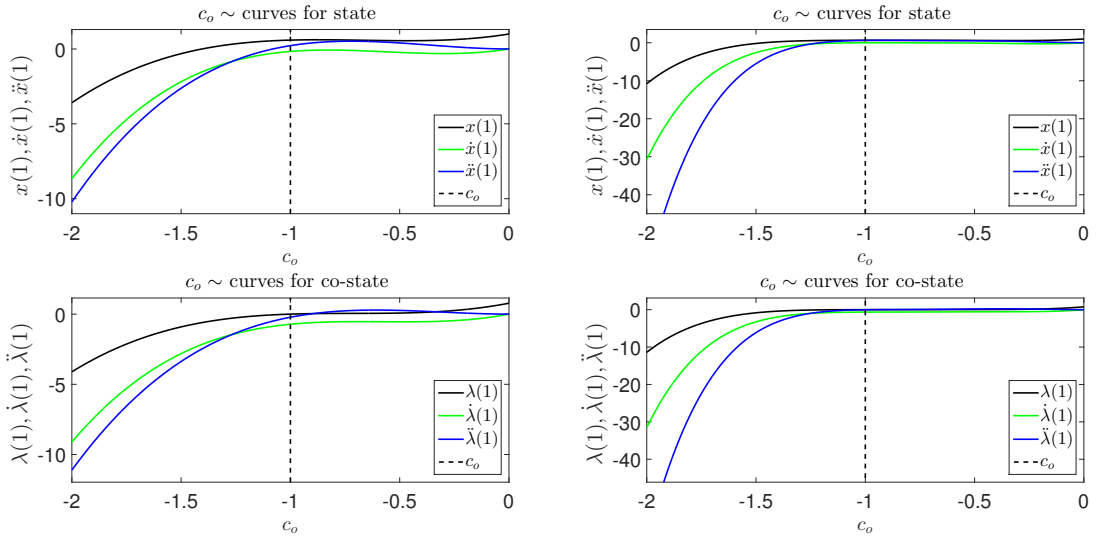 c_o ∼ curves for state
x(1), ẋ(1), ẍ(1)
0
-5
-10
x(1)
ẋ(1)
ẍ(1)
c_o
-2 -1.5 -1 -0.5 0
c_o
c_o ∼ curves for state
x(1), ẋ(1), ẍ(1)
0
-10
-20
-30
-40
x(1)
ẋ(1)
ẍ(1)
c_o
-2 -1.5 -1 -0.5 0
c_o
c_o ∼ curves for co-state
λ(1), λ̇(1), λ̈(1)
0
-5
-10
λ(1)
λ̇(1)
λ̈(1)
c_o
-2 -1.5 -1 -0.5 0
c_o
c_o ∼ curves for co-state
λ(1), λ̇(1), λ̈(1)
0
-10
-20
-30
-40
λ(1)
λ̇(1)
λ̈(1)
c_o
-2 -1.5 -1 -0.5 0
c_o